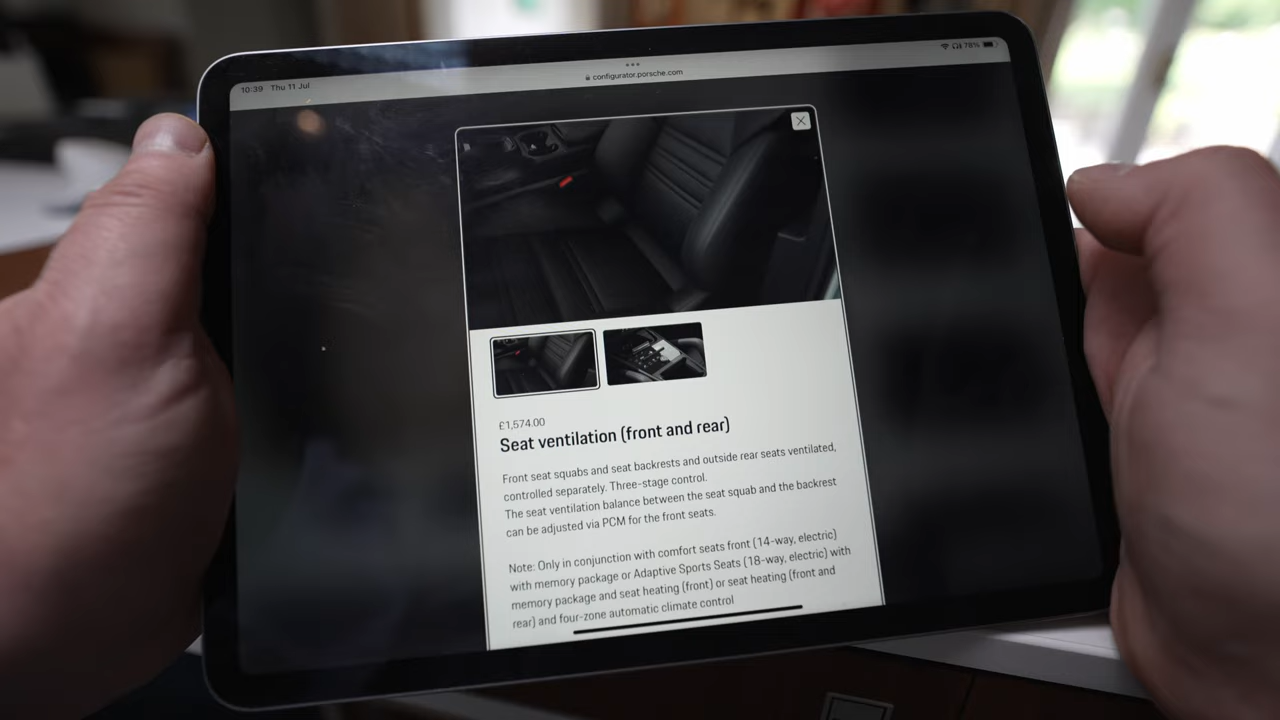 10:39 Thu 11 Jul
78%
configurator.porsche.com
£1,574.00
Seat ventilation (front and rear)
Front seat squabs and seat backrests and outside rear seats ventilated,
controlled separately. Three-stage control.
The seat ventilation balance between the seat squab and the backrest
can be adjusted via PCM for the front seats.
Note: Only in conjunction with comfort seats front (14-way, electric)
with memory package or Adaptive Sports Seats (18-way, electric) with
memory package and seat heating (front) or seat heating (front and
rear) and four-zone automatic climate control